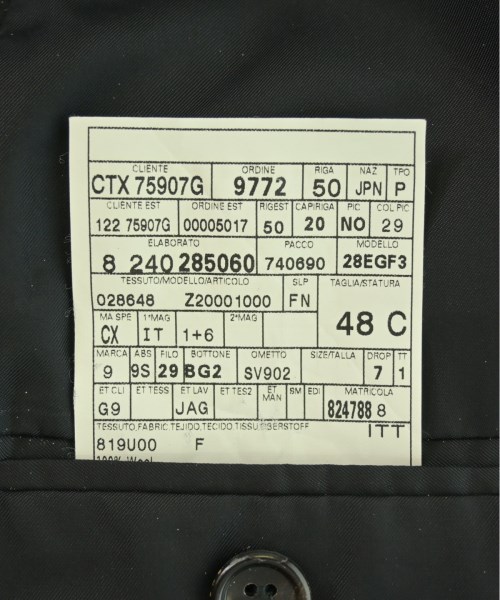 CLIENTE ORDINE RIGA NAZ TPO
CTX 75907G 9772 50 JPN P
CLIENTE EST ORDINE EST RIGEST CAPIRIGA PIC COL PIC
122 75907G 00005017 50 20 NO 29
ELABORATO PACCO MODELLO
8 240 285060 740690 28EGF3
TESSUTO/MODELLO/ARTICOLO SLP TAGLIA/STATURA
028648 Z20001000 FN 48 C
MA SPE 1°MAG 2°MAG
CX IT 1+6
MARCA ABS FILO BOTTONE OMETTO SIZE/TALLA DROP TT
9 9S 29 BG2 SV902 7 1
ET CLI ET TESS ET LAV ET TES2 ET MAN SM EDI MATRICOLA
G9 JAG 824788 8
TESSUTO,FABRIC,TEJIDO,TECIDO TISSU ITT
819U00 F
100% Wool